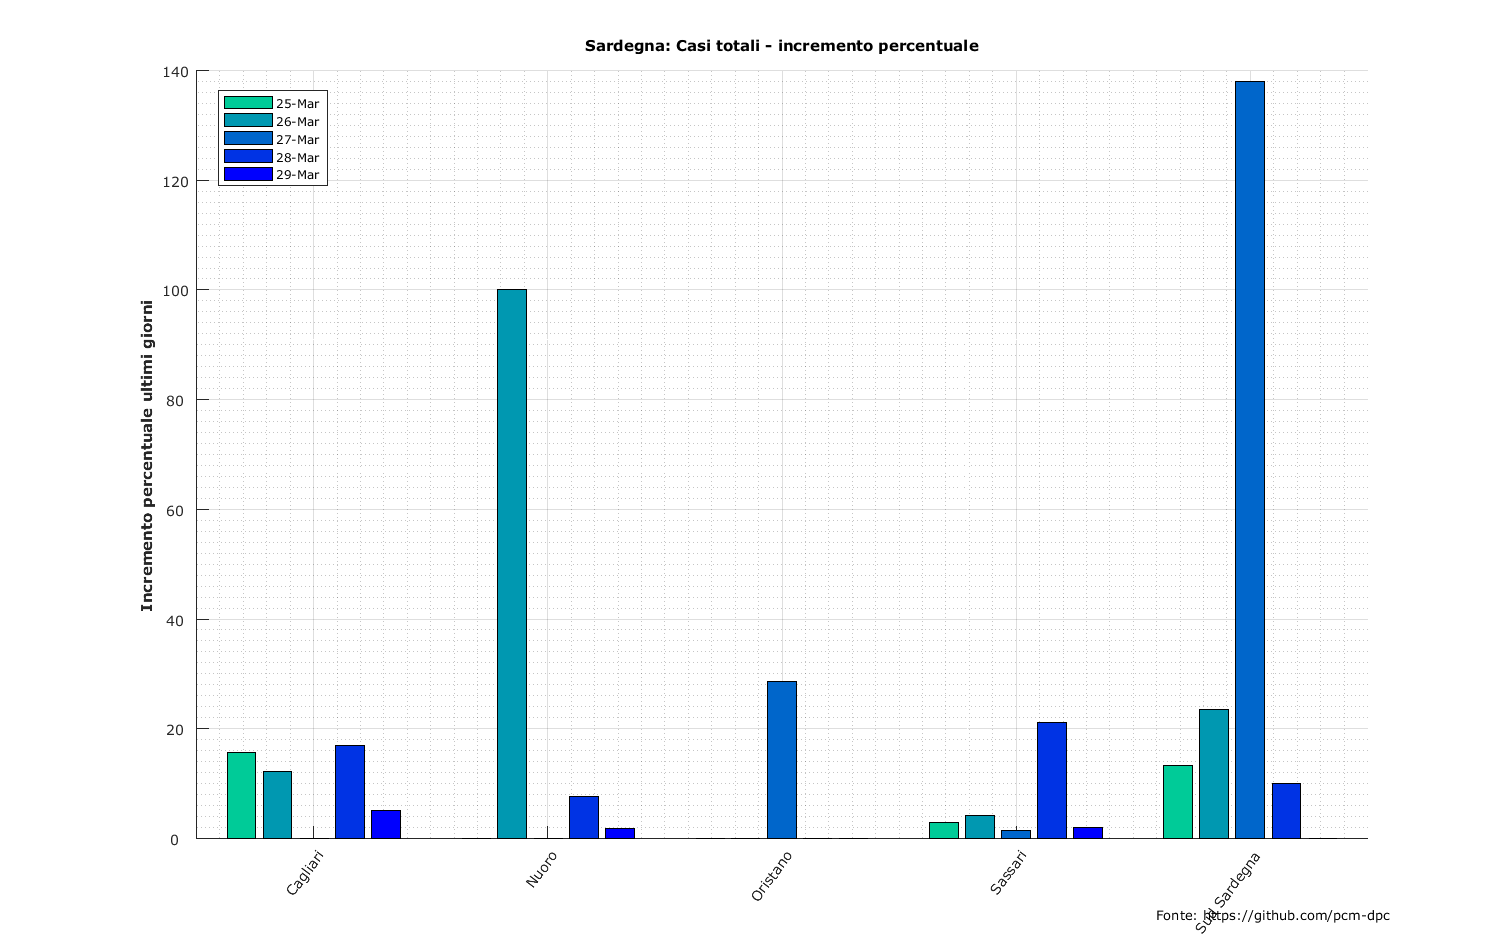 Sardegna: Casi totali - incremento percentuale
140
120
100
80
60
40
20
0
Incremento percentuale ultimi giorni
25-Mar
26-Mar
27-Mar
28-Mar
29-Mar
Cagliari
Nuoro
Oristano
Sassari
Sud Sardegna
Fonte: https://github.com/pcm-dpc